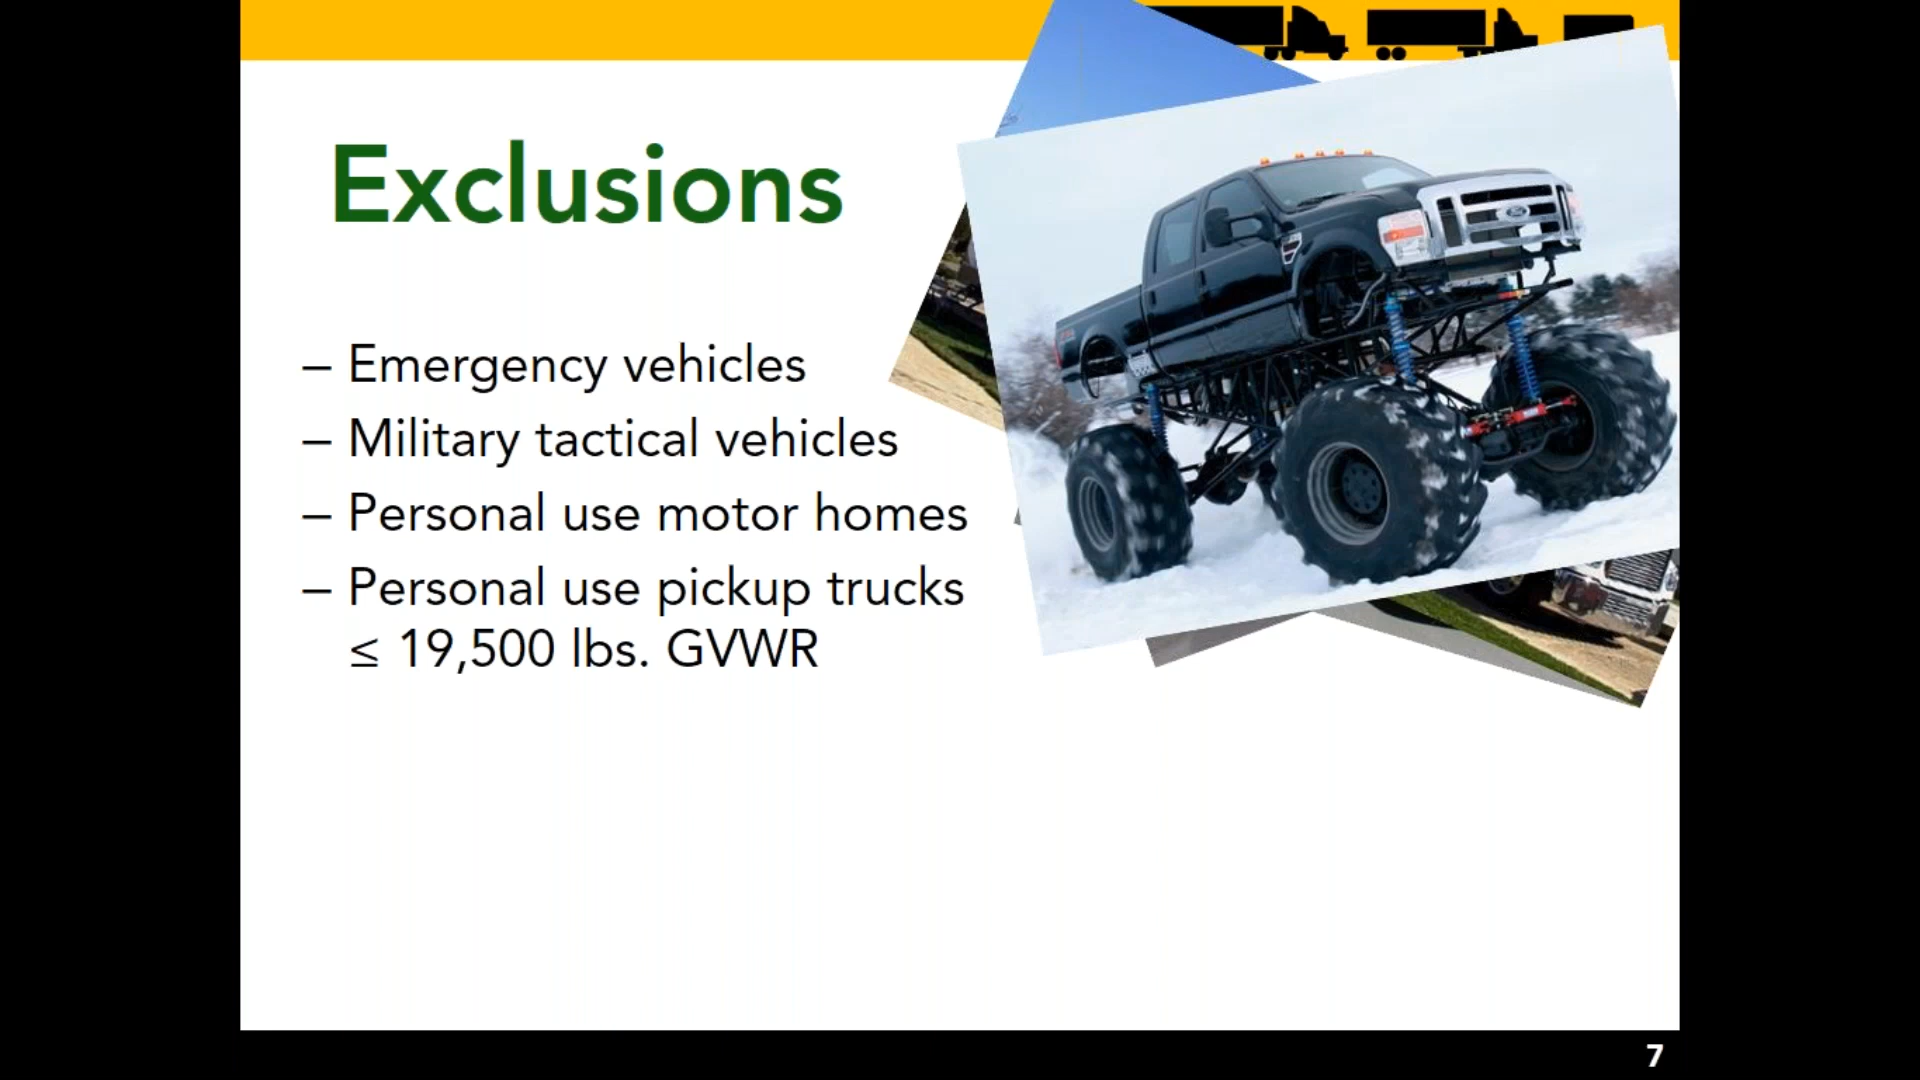 Exclusions
– Emergency vehicles
– Military tactical vehicles
– Personal use motor homes
– Personal use pickup trucks
≤ 19,500 lbs. GVWR
7